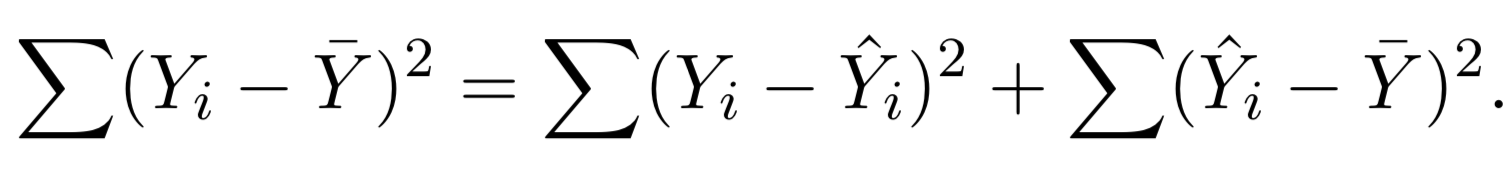 ∑(Yᵢ − Ȳ)² = ∑(Yᵢ − Ŷᵢ)² + ∑(Ŷᵢ − Ȳ)².